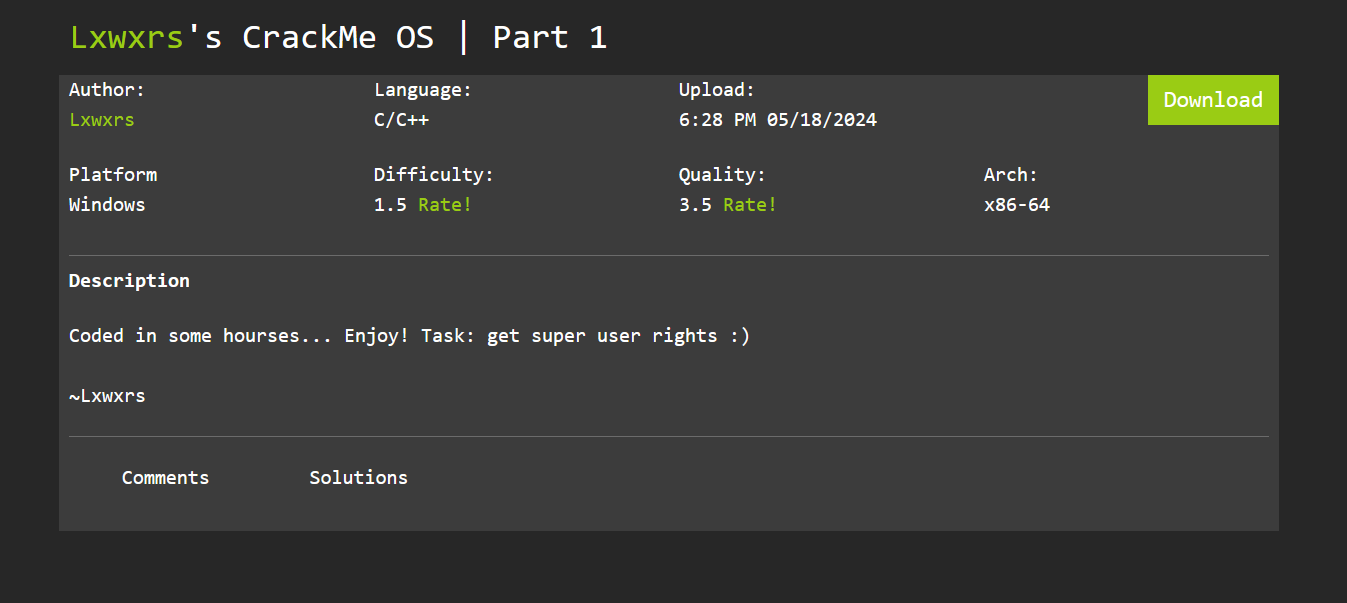 Lxwxrs's CrackMe OS | Part 1
Author: Language: Upload: Download
Lxwxrs C/C++ 6:28 PM 05/18/2024
Platform Difficulty: Quality: Arch:
Windows 1.5 Rate! 3.5 Rate! x86-64
Description
Coded in some hourses... Enjoy! Task: get super user rights :)
~Lxwxrs
Comments Solutions